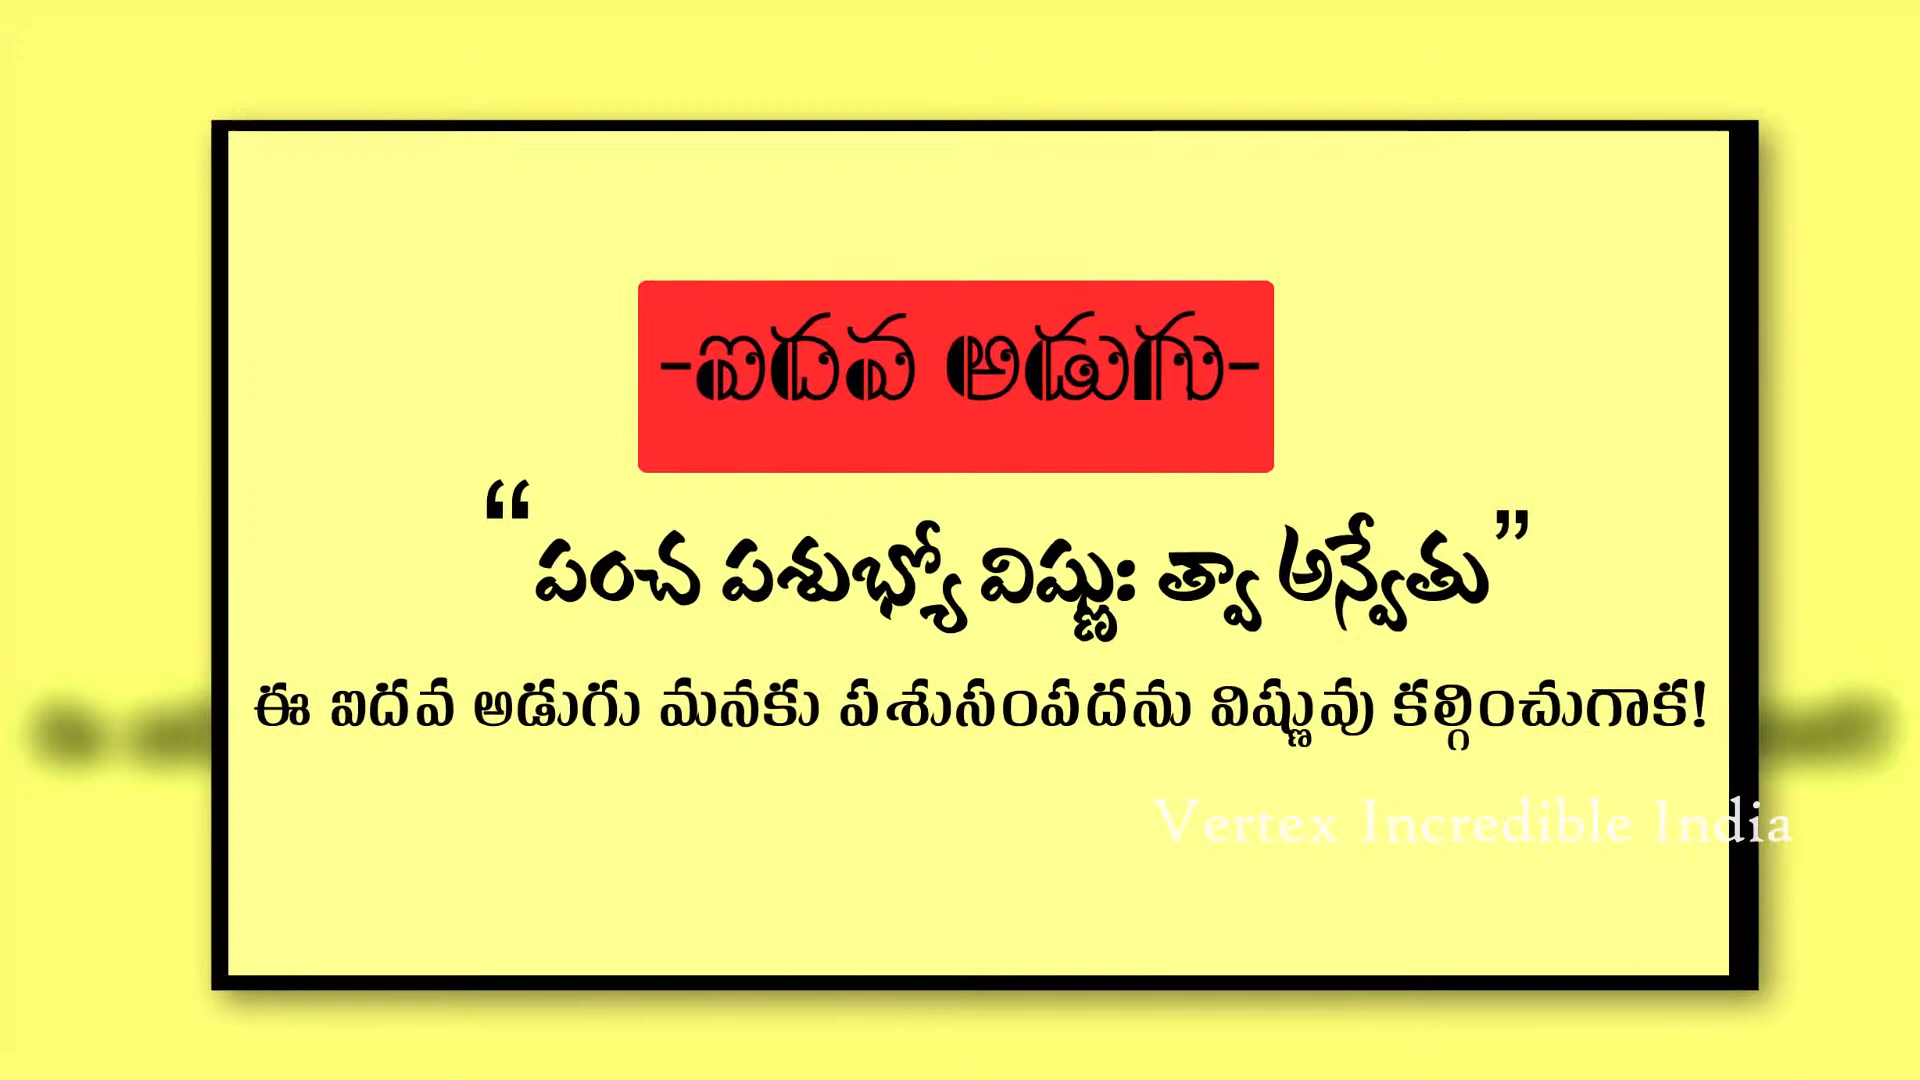 -ఐదవ అడుగు-
“పంచ పశుభ్యో విష్ణుః త్వా అన్వేతు”
ఈ ఐదవ అడుగు మనకు పశుసంపదను విష్ణువు కల్గించుగాక!
Vertex Incredible India